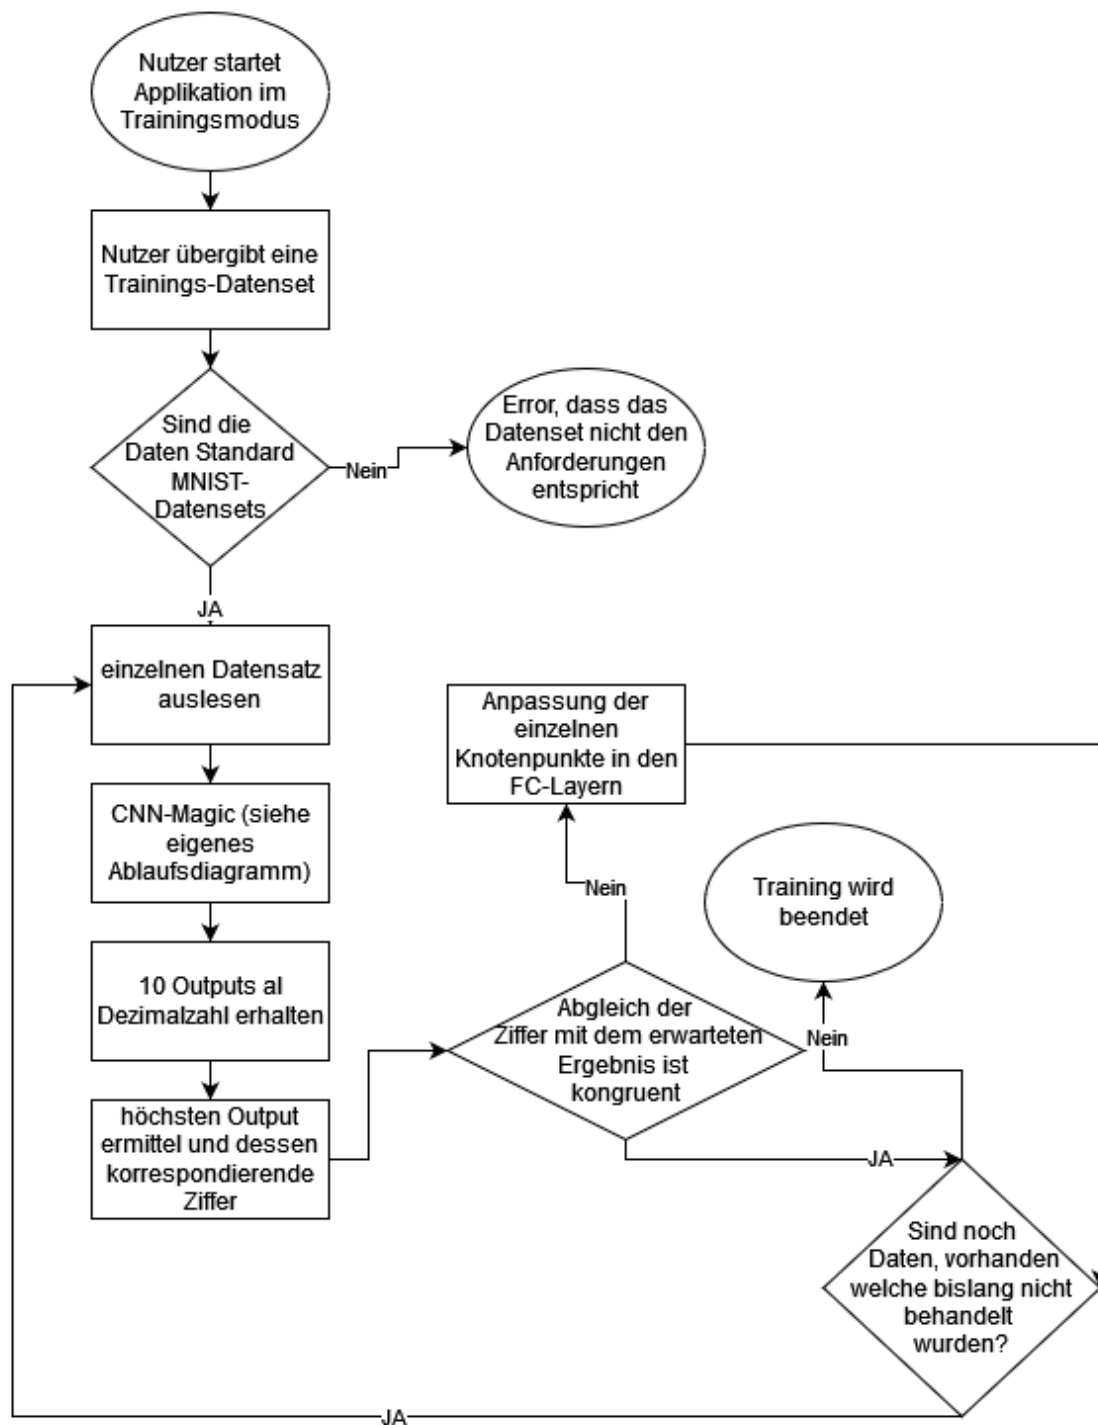 Nutzer startet
Applikation im
Trainingsmodus
Nutzer übergibt eine
Trainings-Datenset
Sind die
Daten Standard
MNIST-
Datensets
Nein
Error, dass das
Datenset nicht den
Anforderungen
entspricht
JA
einzelnen Datensatz
auslesen
CNN-Magic (siehe
eigenes
Ablaufsdiagramm)
10 Outputs al
Dezimalzahl erhalten
höchsten Output
ermittel und dessen
korrespondierende
Ziffer
Abgleich der
Ziffer mit dem erwarteten
Ergebnis ist
kongruent
Nein
Anpassung der
einzelnen
Knotenpunkte in den
FC-Layern
JA
Sind noch
Daten, vorhanden
welche bislang nicht
behandelt
wurden?
Nein
Training wird
beendet
JA